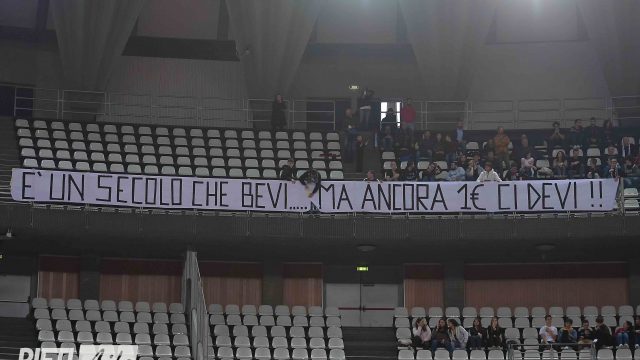 E' UN SECOLO CHE BEVI..... MA ANCORA 1€ CI DEVI !!